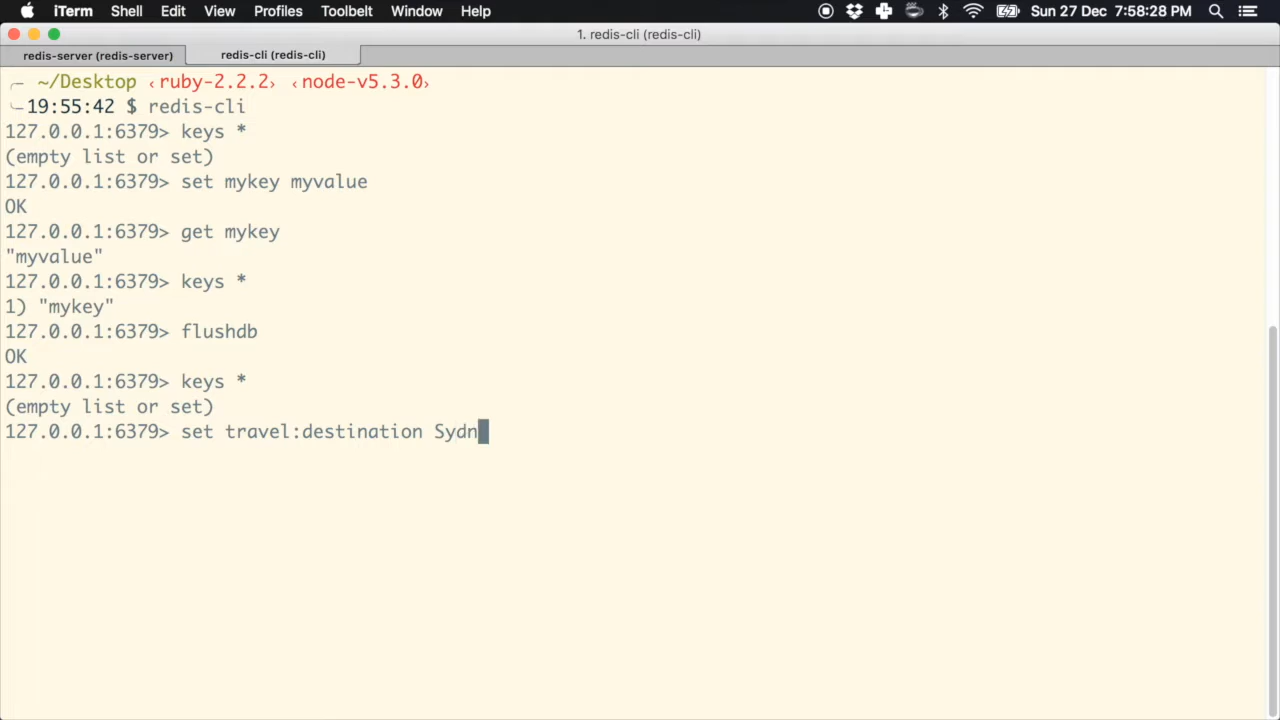 iTerm Shell Edit View Profiles Toolbelt Window Help Sun 27 Dec 7:58:28 PM
1. redis-cli (redis-cli)
redis-server (redis-server) redis-cli (redis-cli)
~/Desktop ‹ruby-2.2.2› ‹node-v5.3.0›
19:55:42 $ redis-cli
127.0.0.1:6379> keys *
(empty list or set)
127.0.0.1:6379> set mykey myvalue
OK
127.0.0.1:6379> get mykey
"myvalue"
127.0.0.1:6379> keys *
1) "mykey"
127.0.0.1:6379> flushdb
OK
127.0.0.1:6379> keys *
(empty list or set)
127.0.0.1:6379> set travel:destination Sydn